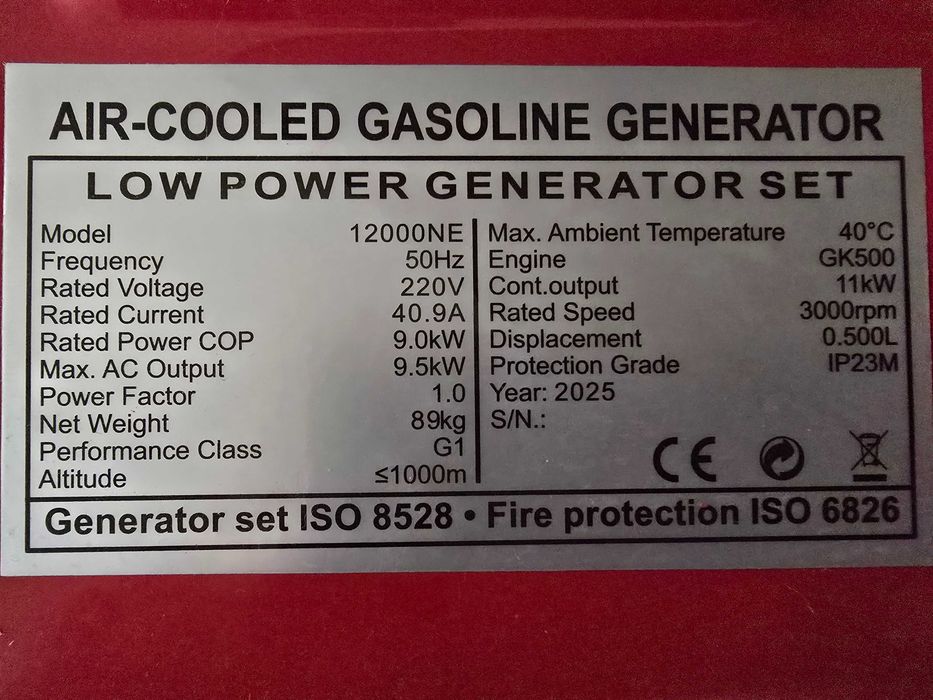 AIR-COOLED GASOLINE GENERATOR
LOW POWER GENERATOR SET
Model 12000NE
Frequency 50Hz
Rated Voltage 220V
Rated Current 40.9A
Rated Power COP 9.0kW
Max. AC Output 9.5kW
Power Factor 1.0
Net Weight 89kg
Performance Class G1
Altitude ≤1000m
Max. Ambient Temperature 40°C
Engine GK500
Cont.output 11kW
Rated Speed 3000rpm
Displacement 0.500L
Protection Grade IP23M
Year: 2025
S/N.:
CE
Generator set ISO 8528 • Fire protection ISO 6826